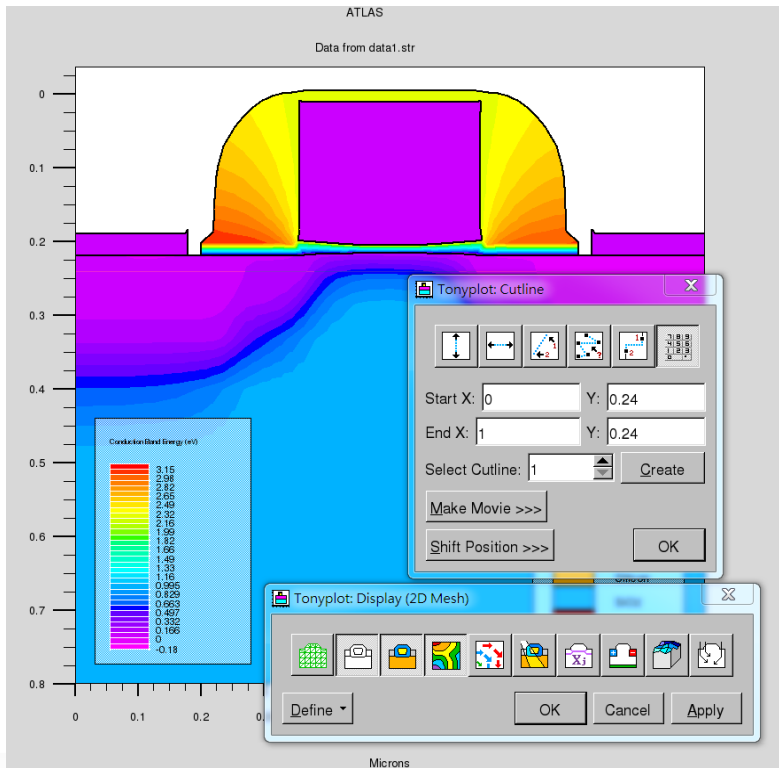 ATLAS
Data from data1.str
0
0.1
0.2
0.3
0.4
0.5
0.6
0.7
0.8
0
0.1
0.2
Microns
Conduction Band Energy (eV)
3.15
2.98
2.82
2.65
2.49
2.32
2.16
1.99
1.82
1.66
1.49
1.33
1.16
0.995
0.829
0.663
0.497
0.332
0.166
0
-0.18
Tonyplot: Cutline
Start X: 0 Y: 0.24
End X: 1 Y: 0.24
Select Cutline: 1 Create
Make Movie >>>
Shift Position >>> OK
Tonyplot: Display (2D Mesh)
Xj
Define OK Cancel Apply